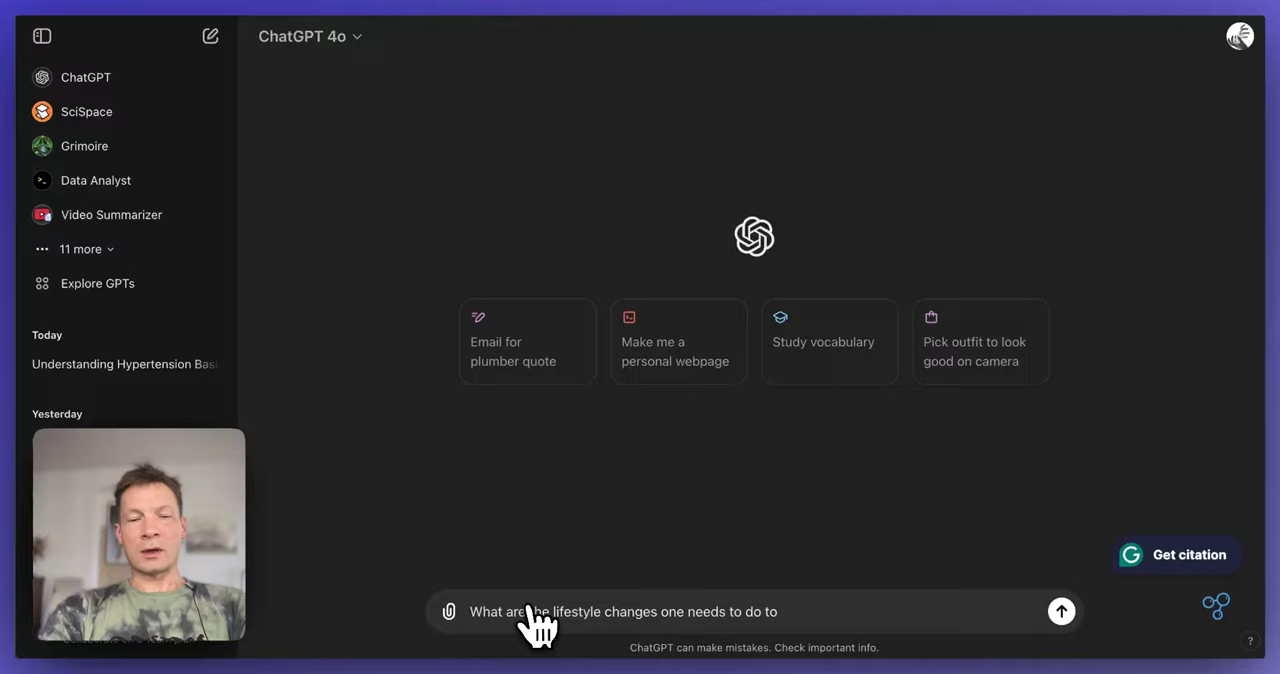 ChatGPT 4o
ChatGPT
SciSpace
Grimoire
Data Analyst
Video Summarizer
11 more
Explore GPTs
Today
Understanding Hypertension Bas
Yesterday
Email for
plumber quote
Make me a
personal webpage
Study vocabulary
Pick outfit to look
good on camera
G Get citation
What are the lifestyle changes one needs to do to
ChatGPT can make mistakes. Check important info.
?